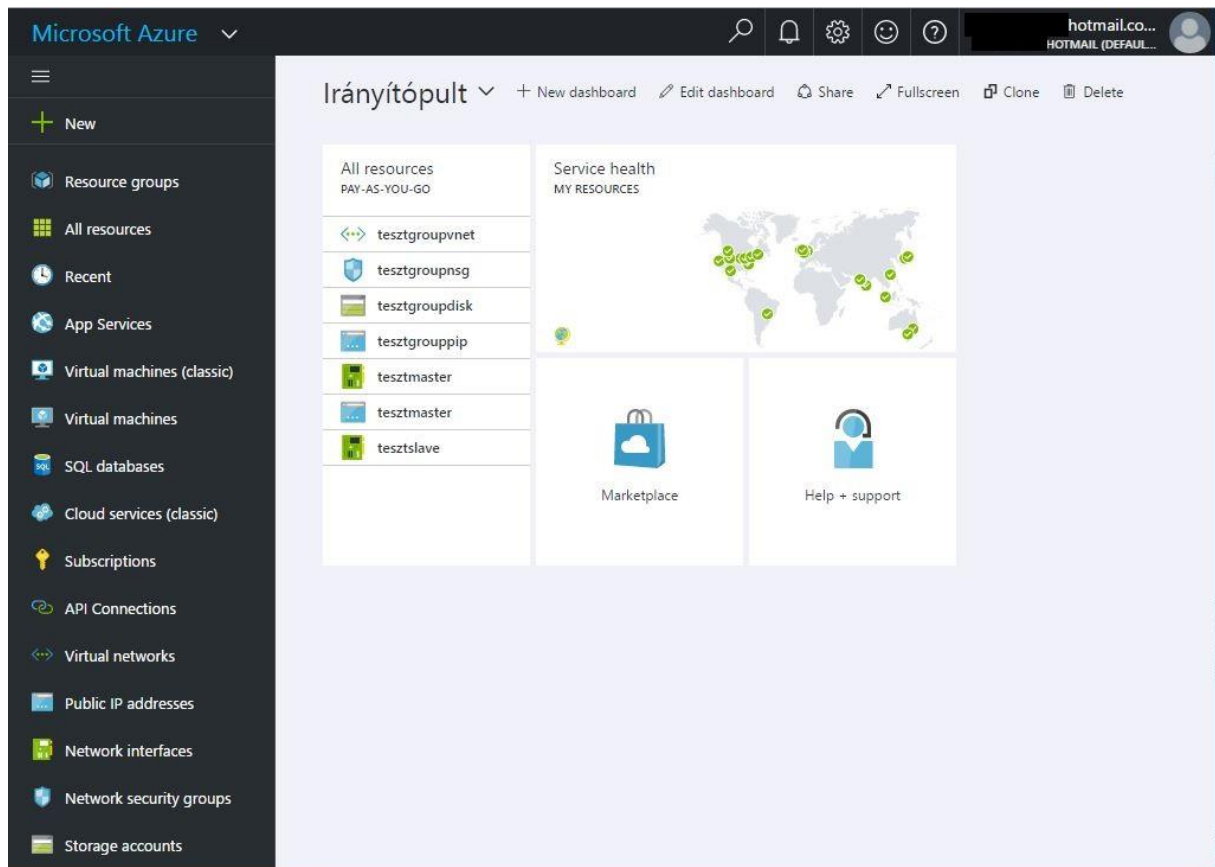 Microsoft Azure
hotmail.co...
HOTMAIL (DEFAUL...
New
Resource groups
All resources
Recent
App Services
Virtual machines (classic)
Virtual machines
SQL databases
Cloud services (classic)
Subscriptions
API Connections
Virtual networks
Public IP addresses
Network interfaces
Network security groups
Storage accounts
Irányítópult
New dashboard
Edit dashboard
Share
Fullscreen
Clone
Delete
All resources
PAY-AS-YOU-GO
tesztgroupvnet
tesztgroupnsg
tesztgroupdisk
tesztgrouppip
tesztmaster
tesztmaster
tesztslave
Service health
MY RESOURCES
Marketplace
Help + support